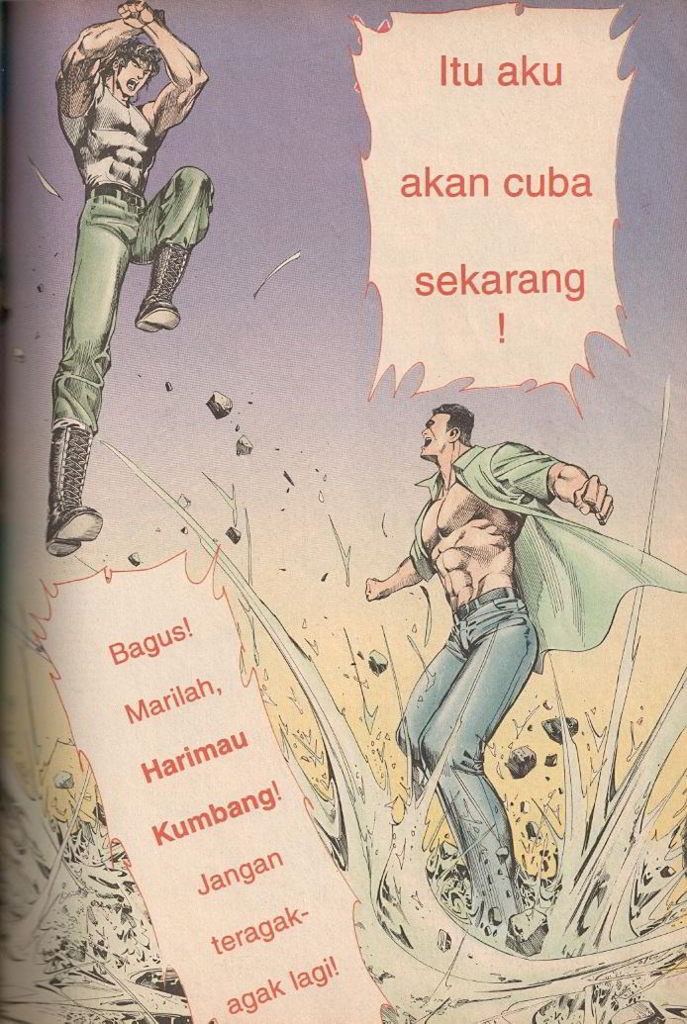 Itu aku
akan cuba
sekarang
!
Bagus!
Marilah,
Harimau
Kumbang!
Jangan
teragak-
agak lagi!